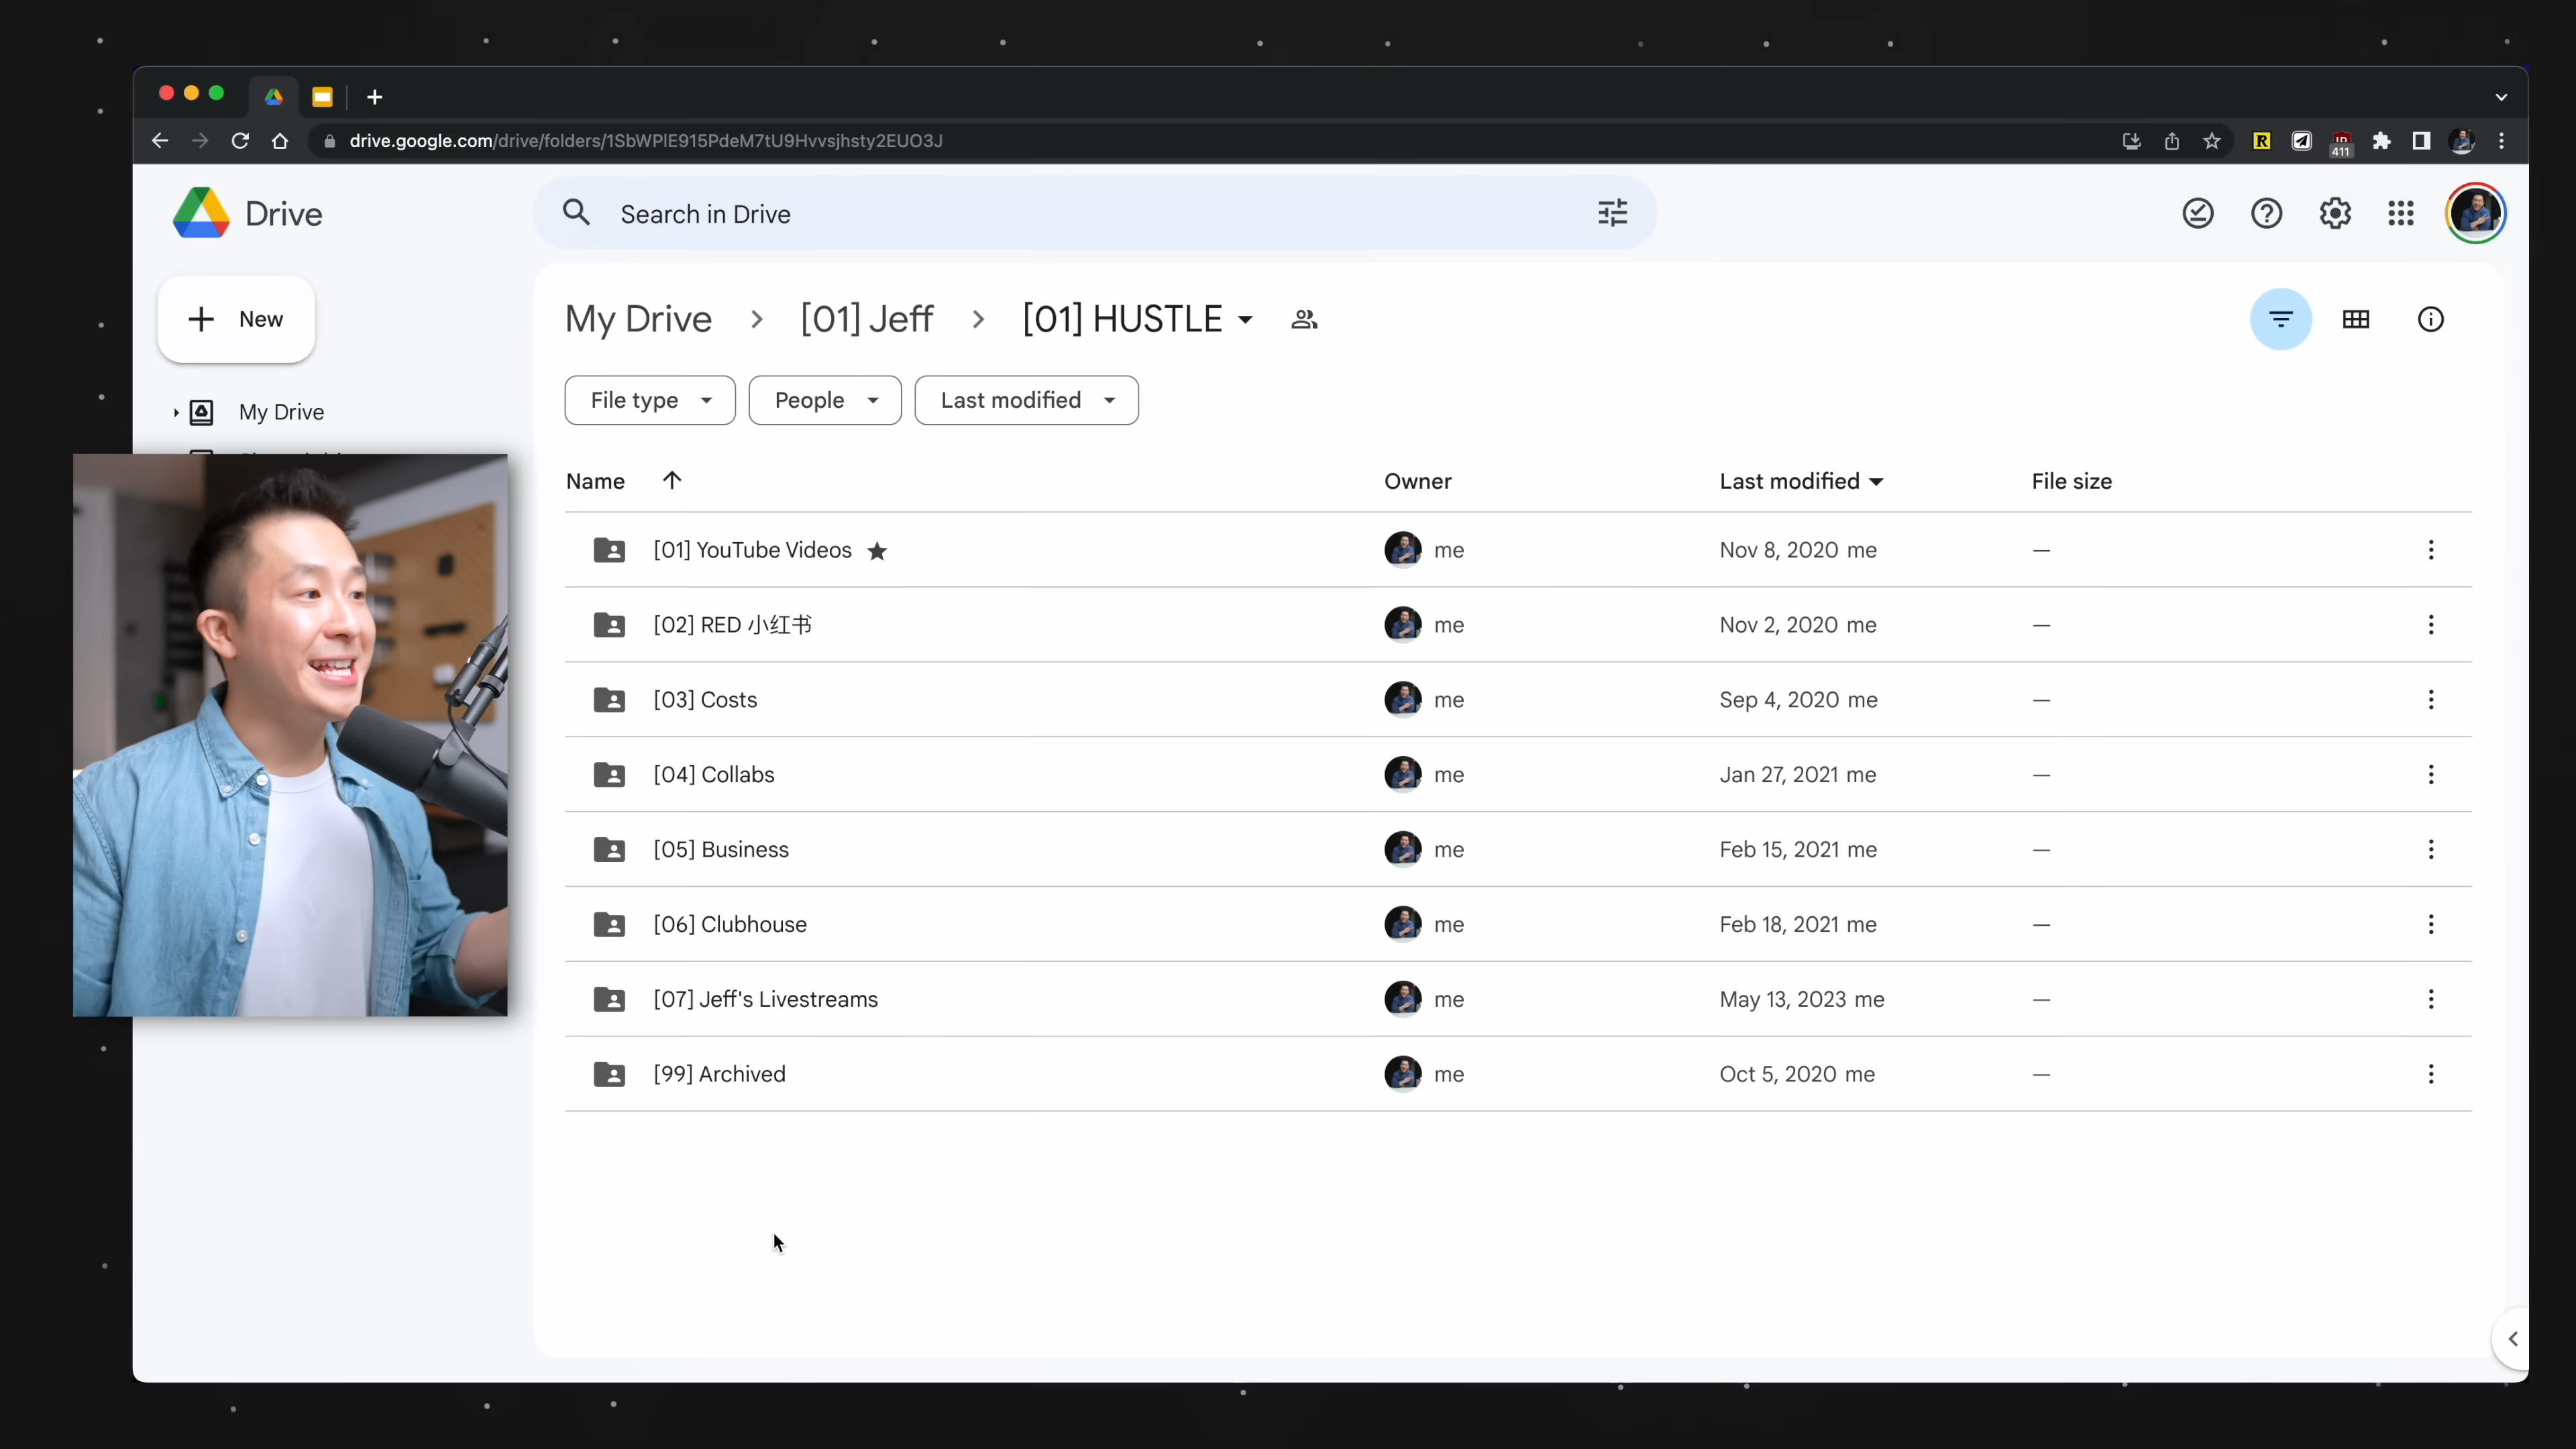 drive.google.com/drive/folders/1SbWPlE915PdeM7tU9Hvvsjhsty2EUO3J
411
Drive
Search in Drive
New
My Drive
My Drive > [01] Jeff > [01] HUSTLE
File type People Last modified
Name Owner Last modified File size
[01] YouTube Videos me Nov 8, 2020 me —
[02] RED 小红书 me Nov 2, 2020 me —
[03] Costs me Sep 4, 2020 me —
[04] Collabs me Jan 27, 2021 me —
[05] Business me Feb 15, 2021 me —
[06] Clubhouse me Feb 18, 2021 me —
[07] Jeff's Livestreams me May 13, 2023 me —
[99] Archived me Oct 5, 2020 me —